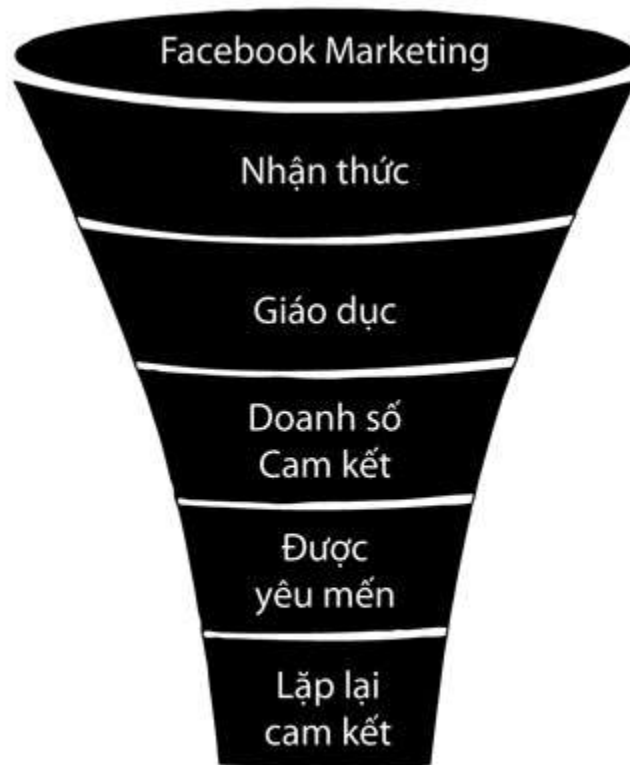 Facebook Marketing
Nhận thức
Giáo dục
Doanh số
Cam kết
Được
yêu mến
Lặp lại
cam kết